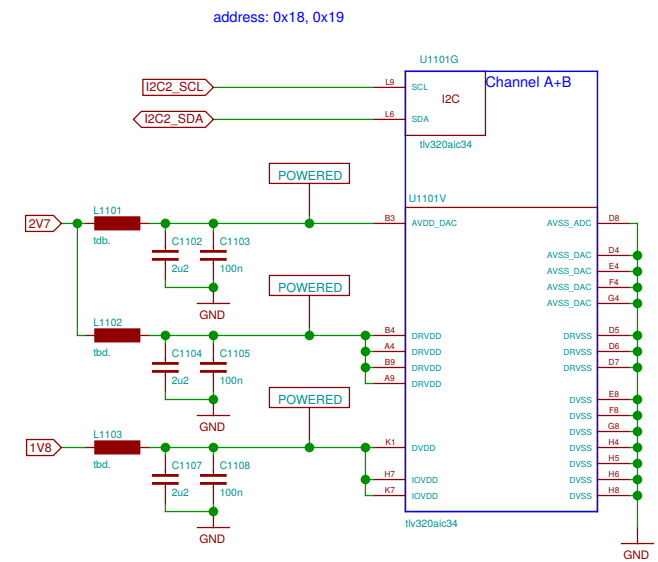 address: 0x18, 0x19
U1101G
I2C2_SCL
L9
SCL
Channel A+B
I2C
I2C2_SDA
L6
SDA
tlv320aic34
POWERED
U1101V
2V7
L1101
tdb.
B3
AVDD_DAC
AVSS_ADC
D8
C1102
2u2
C1103
100n
GND
AVSS_DAC
D4
AVSS_DAC
E4
AVSS_DAC
F4
AVSS_DAC
G4
POWERED
L1102
tbd.
B4
DRVDD
A4
DRVDD
B9
DRVDD
A9
DRVDD
DRVSS
D5
DRVSS
D6
DRVSS
D7
C1104
2u2
C1105
100n
GND
POWERED
DVSS
E8
DVSS
F8
DVSS
G8
1V8
L1103
tbd.
K1
DVDD
DVSS
H4
DVSS
H5
C1107
2u2
C1108
100n
H7
IOVDD
DVSS
H6
K7
IOVDD
DVSS
H8
GND
tlv320aic34
GND